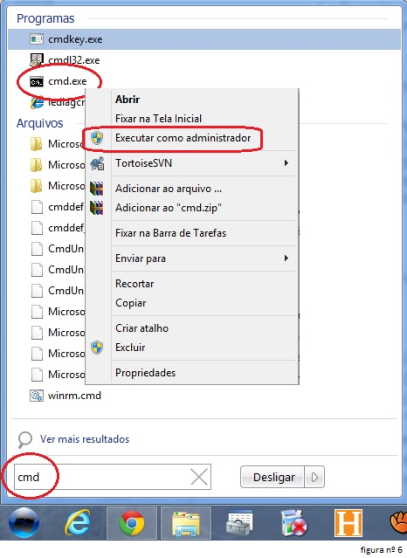 Programas
cmdkey.exe
cmdl32.exe
cmd.exe
Abrir
Fixar na Tela Inicial
Executar como administrador
TortoiseSVN
Adicionar ao arquivo ...
Adicionar ao "cmd.zip"
Fixar na Barra de Tarefas
Enviar para
Recortar
Copiar
Criar atalho
Excluir
Propriedades
Arquivos
Microso
Microso
Microso
cmddef
cmddef
CmdUn
CmdUn
Microso
Microso
Microso
winrm.cmd
Ver mais resultados
cmd
Desligar
H
figura nº 6